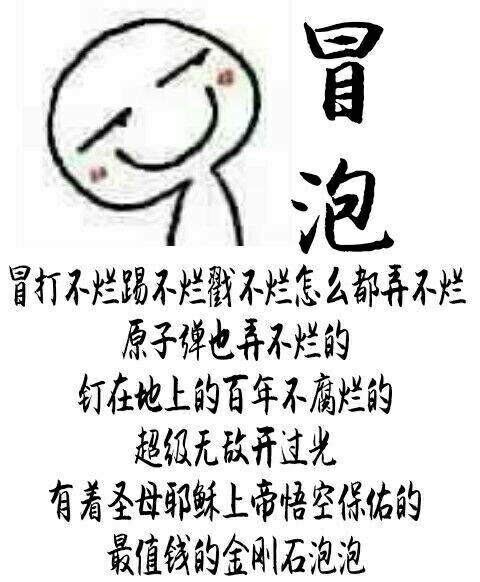 冒泡
冒打不烂踢不烂戳不烂怎么都弄不烂
原子弹也弄不烂的
钉在地上的百年不腐烂的
超级无敌开过光
有着圣母耶稣上帝悟空保佑的
最值钱的金刚石泡泡